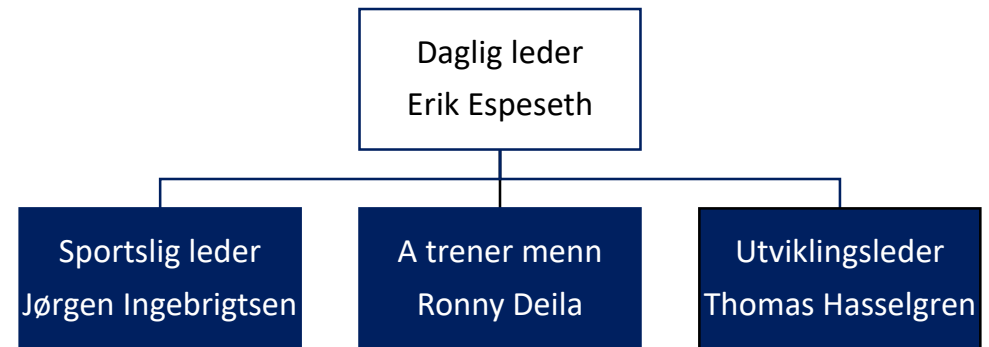 Daglig leder
Erik Espeseth
Sportslig leder
Jørgen Ingebrigtsen
A trener menn
Ronny Deila
Utviklingsleder
Thomas Hasselgren